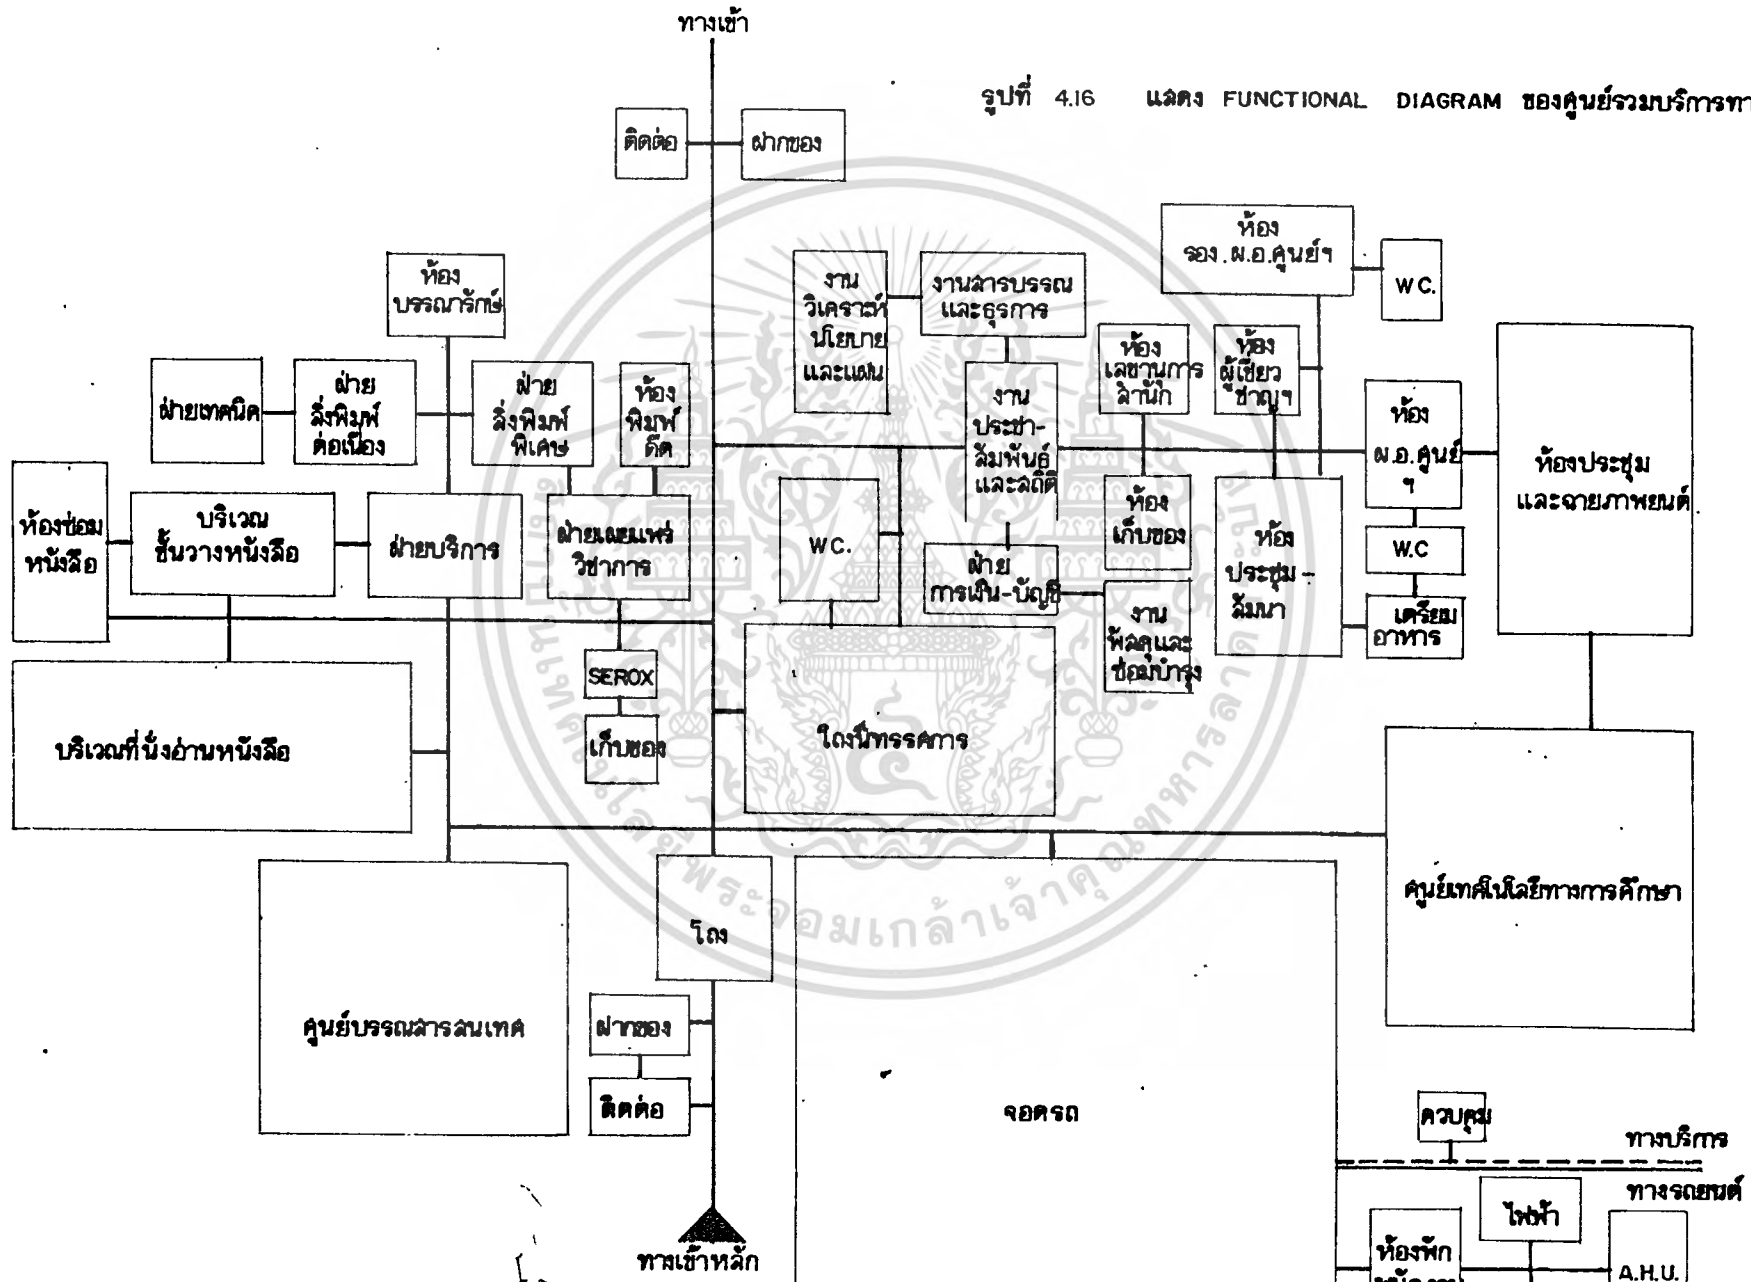 ทางเข้า
รูปที่ 4.16 แสดง FUNCTIONAL DIAGRAM ของศูนย์รวมบริการทา
ติดต่อ
ฝากของ
ห้อง
รอง.ผ.อ.ศูนย์ฯ
W C.
ห้อง
บรรณารักษ์
งาน
วิเคราะห์
นโยบาย
และแผน
งานสารบรรณ
และธุรการ
ห้อง
เลขานุการ
สำนัก
ห้อง
ผู้เชี่ยว
ชาญฯ
ฝ่ายเทคนิค
ฝ่าย
สิ่งพิมพ์
ต่อเนื่อง
ฝ่าย
สิ่งพิมพ์
พิเศษ
ห้อง
พิมพ์
ดีด
งาน
ประชา-
สัมพันธ์
และสถิติ
ห้อง
ผ.อ.ศูนย์
ฯ
ห้องประชุม
และฉายภาพยนต์
ห้องซ่อม
หนังสือ
บริเวณ
ชั้นวางหนังสือ
ฝ่ายบริการ
ฝ่ายเผยแพร่
วิชาการ
WC.
ห้อง
เก็บของ
ห้อง
ประชุม -
สัมนา
W.C
ฝ่าย
การเงิน-บัญชี
งาน
พัสดุและ
ซ่อมบำรุง
เตรียม
อาหาร
SEROX
เก็บของ
บริเวณที่นั่งอ่านหนังสือ
โถงนิทรรศการ
ศูนย์เทคโนโลยีทางการศึกษา
โถง
ศูนย์บรรณสารสนเทศ
ฝากของ
ติดต่อ
จอดรถ
ควบคุม
ทางบริการ
ทางรถยนต์
ไฟฟ้า
ห้องพัก
A.H.U.
ทางเข้าหลัก
พระจอมเกล้าเจ้าคุณทหารลาด